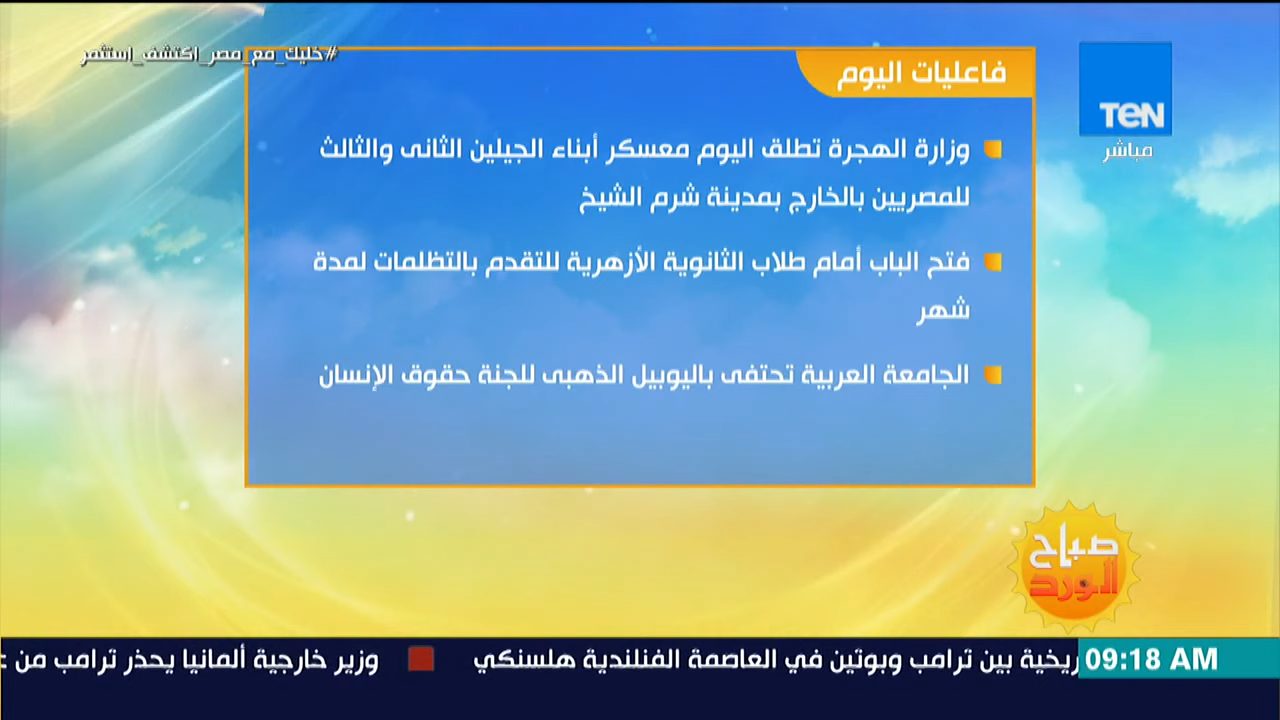 #خليك_مع_مصر_اكتشف_استثمر
TEN
مباشر
فاعليات اليوم
وزارة الهجرة تطلق اليوم معسكر أبناء الجيلين الثانى والثالث
للمصريين بالخارج بمدينة شرم الشيخ
فتح الباب أمام طلاب الثانوية الأزهرية للتقدم بالتظلمات لمدة
شهر
الجامعة العربية تحتفى باليوبيل الذهبى للجنة حقوق الإنسان
صباح
الورد
09:18 AM
بين ترامب وبوتين في العاصمة الفنلندية هلسنكي
وزير خارجية ألمانيا يحذر ترامب من